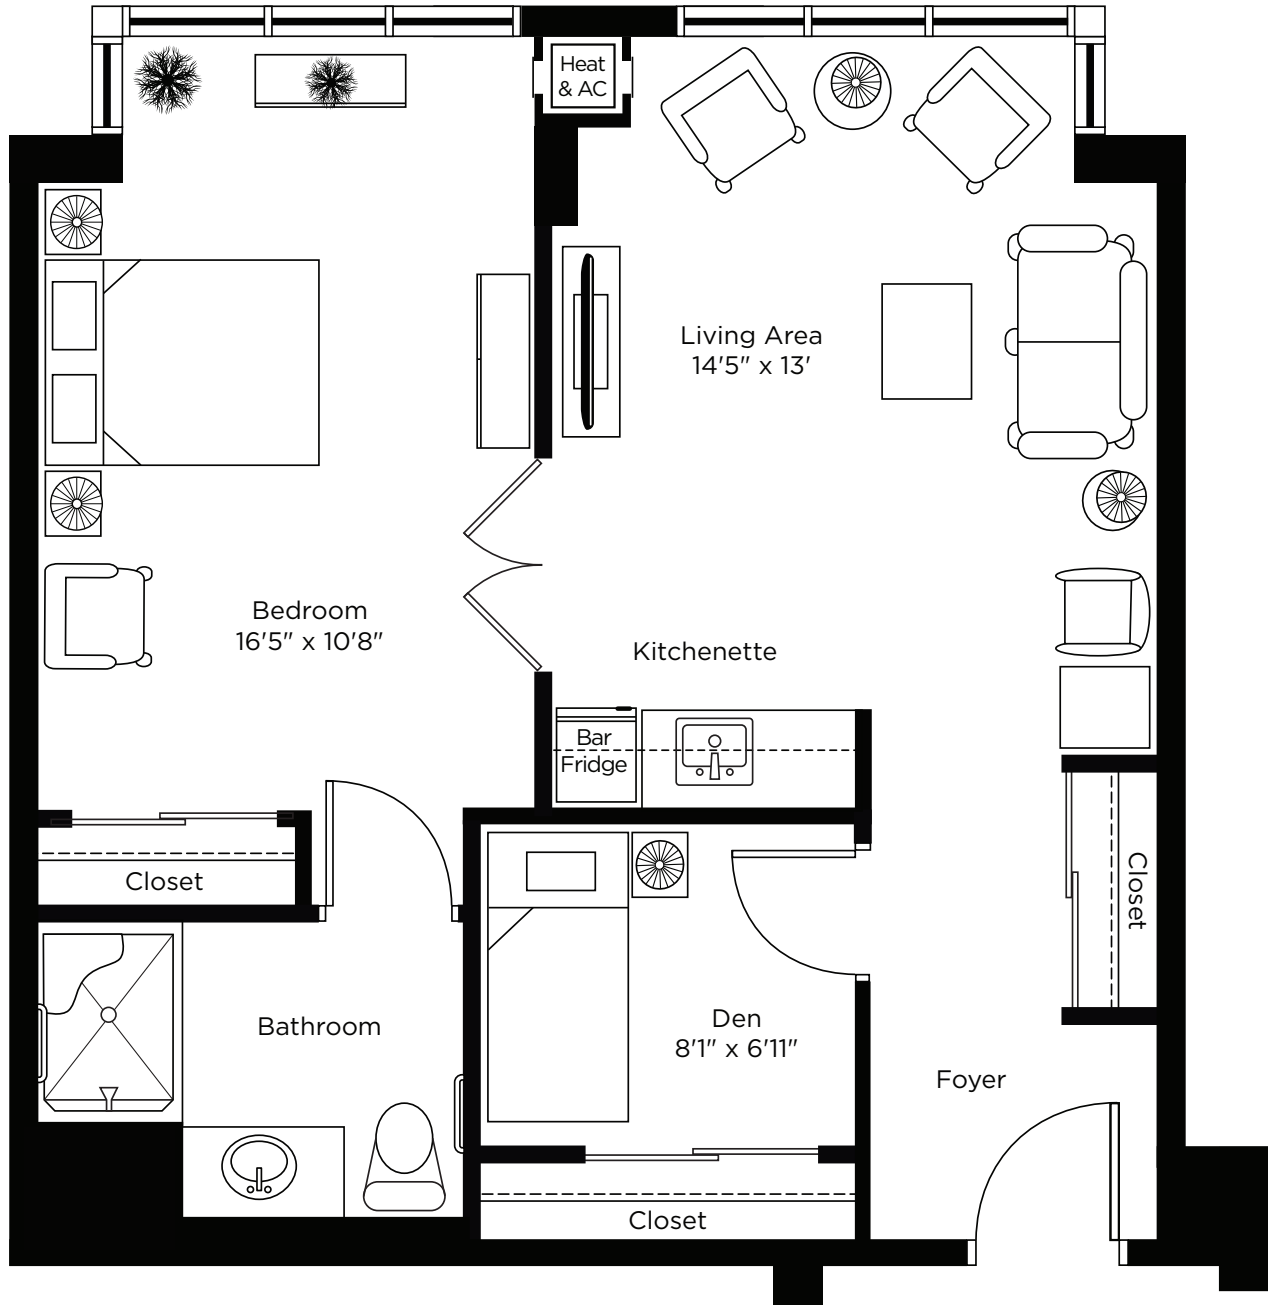 Heat
& AC
Living Area
14'5" x 13'
Bedroom
16'5" x 10'8"
Kitchenette
Bar
Fridge
Closet
Closet
Bathroom
Den
8'1" x 6'11"
Foyer
Closet